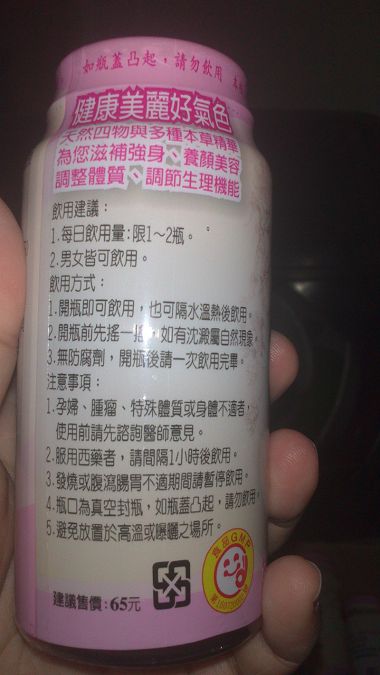 如瓶蓋凸起，請勿飲用
健康美麗好氣色
天然四物與多種本草精華
為您滋補強身、養顏美容
調整體質、調節生理機能
飲用建議：
1.每日飲用量：限1～2瓶。
2.男女皆可飲用。
飲用方式：
1.開瓶即可飲用，也可隔水溫熱後飲用。
2.開瓶前先搖一搖，如有沈澱屬自然現象。
3.無防腐劑，開瓶後請一次飲用完畢。
注意事項：
1.孕婦、腫瘤、特殊體質或身體不適者，
使用前請先諮詢醫師意見。
2.服用西藥者，請間隔1小時後飲用。
3.發燒或腹瀉腸胃不適期間請暫停飲用。
4.瓶口為真空封瓶，如瓶蓋凸起，請勿飲用。
5.避免放置於高溫或曝曬之場所。
食品GMP
建議售價：65元